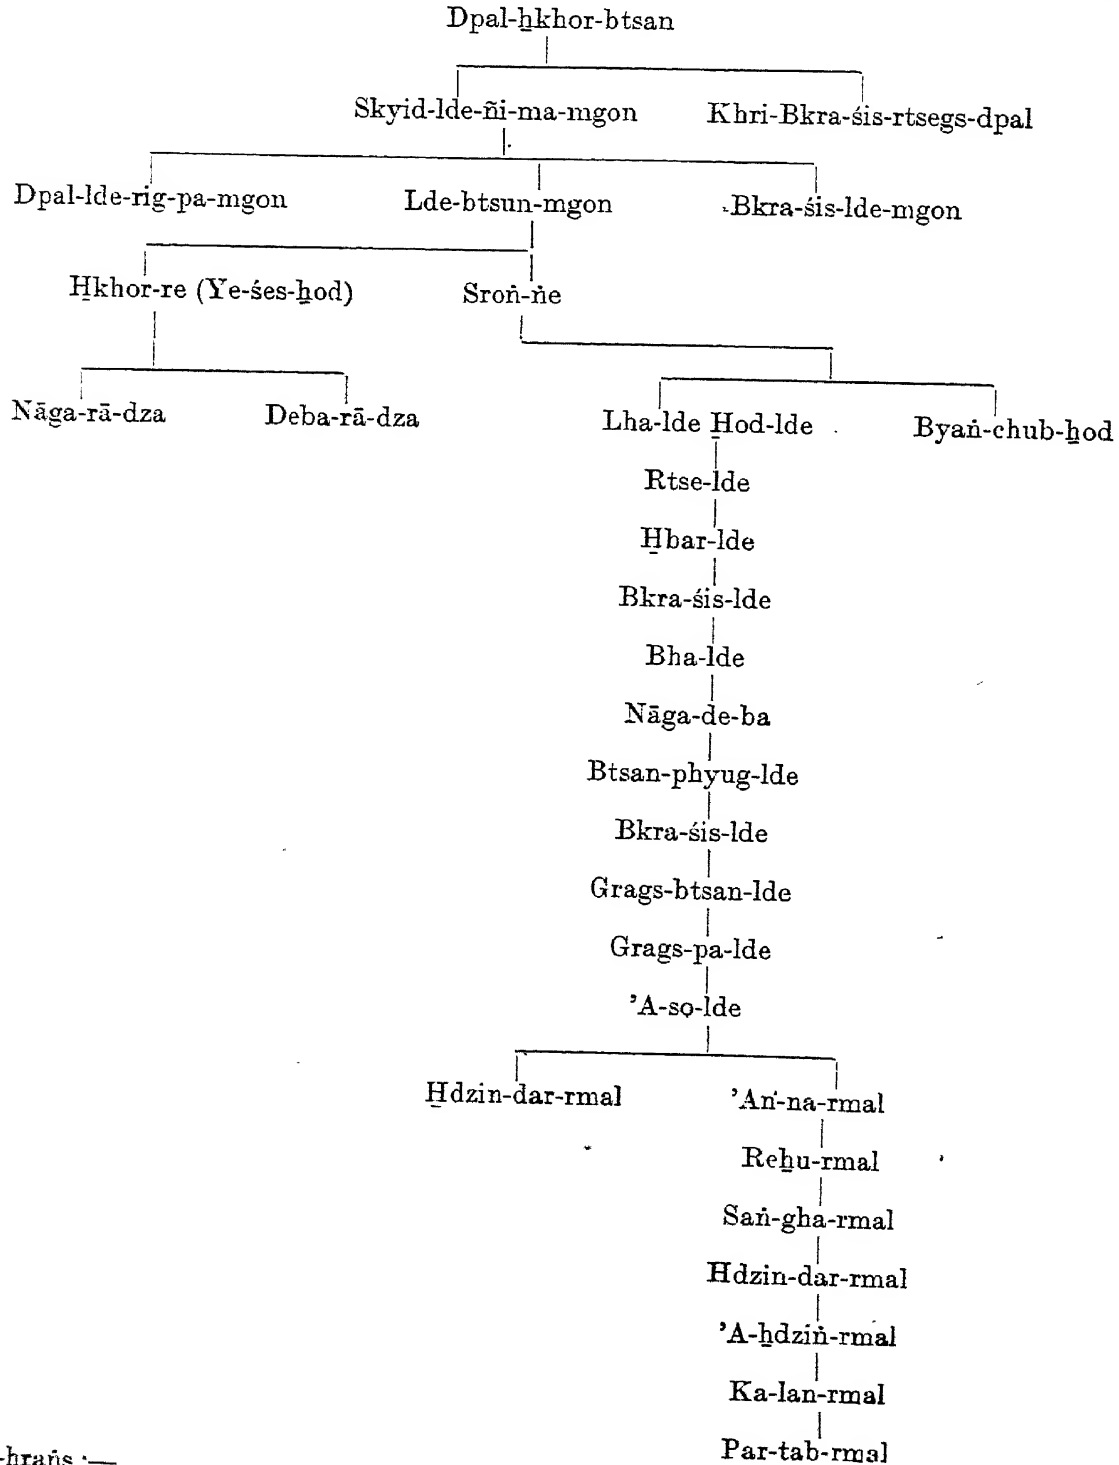 Dpal-ẖkhor-btsan
Skyid-lde-ñi-ma-mgon Khri-Bkra-śis-rtsegs-dpal
Dpal-lde-rig-pa-mgon Lde-btsun-mgon Bkra-śis-lde-mgon
H̱khor-re (Ye-śes-ẖod) Sroṅ-ṅe
Nāga-rā-dza Deba-rā-dza Lha-lde H̱od-lde Byaṅ-chub-ẖod
Rtse-lde
H̱bar-lde
Bkra-śis-lde
Bha-lde
Nāga-de-ba
Btsan-phyug-lde
Bkra-śis-lde
Grags-btsan-lde
Grags-pa-lde
’A-so-lde
H̱dzin-dar-rmal ’An-na-rmal
Reẖu-rmal
Saṅ-gha-rmal
Hdzin-dar-rmal
’A-ẖdziṅ-rmal
Ka-lan-rmal
Par-tab-rmal
-hraṅs :—